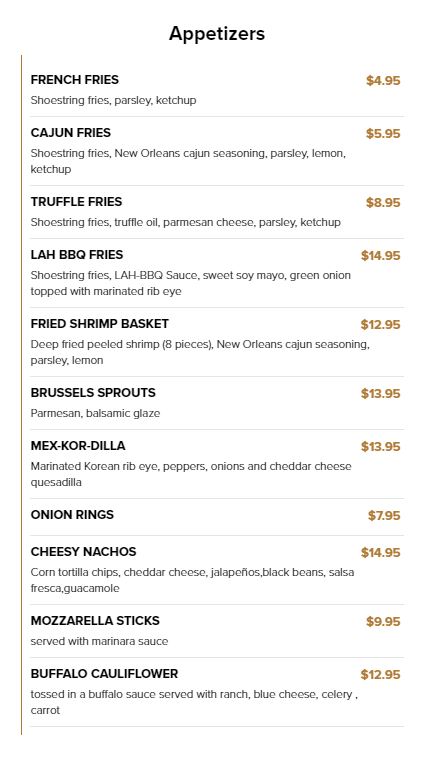 Appetizers
FRENCH FRIES $4.95
Shoestring fries, parsley, ketchup
CAJUN FRIES $5.95
Shoestring fries, New Orleans cajun seasoning, parsley, lemon,
ketchup
TRUFFLE FRIES $8.95
Shoestring fries, truffle oil, parmesan cheese, parsley, ketchup
LAH BBQ FRIES $14.95
Shoestring fries, LAH-BBQ Sauce, sweet soy mayo, green onion
topped with marinated rib eye
FRIED SHRIMP BASKET $12.95
Deep fried peeled shrimp (8 pieces), New Orleans cajun seasoning,
parsley, lemon
BRUSSELS SPROUTS $13.95
Parmesan, balsamic glaze
MEX-KOR-DILLA $13.95
Marinated Korean rib eye, peppers, onions and cheddar cheese
quesadilla
ONION RINGS $7.95
CHEESY NACHOS $14.95
Corn tortilla chips, cheddar cheese, jalapeños,black beans, salsa
fresca,guacamole
MOZZARELLA STICKS $9.95
served with marinara sauce
BUFFALO CAULIFLOWER $12.95
tossed in a buffalo sauce served with ranch, blue cheese, celery ,
carrot